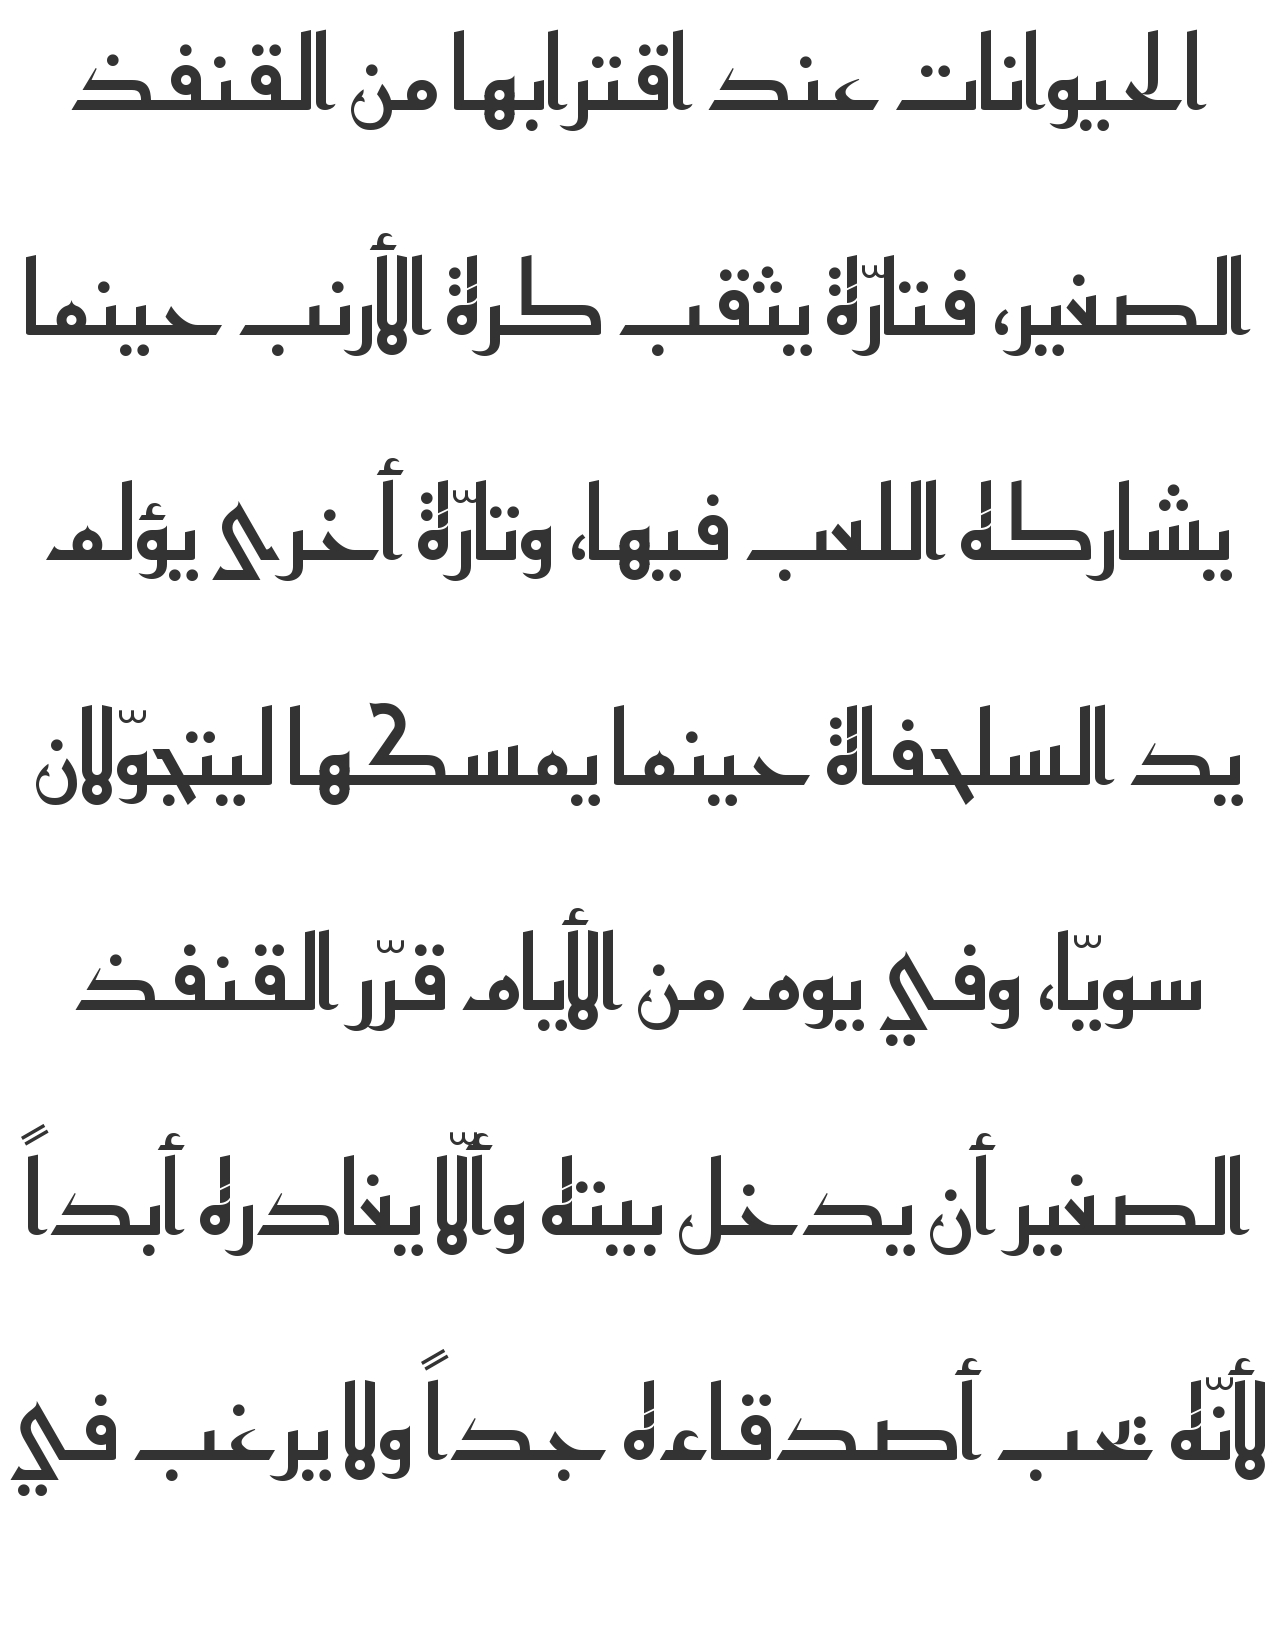 الحيوانات عند اقترابها من القنفذ
الصغير، فتارّة يثقب كرة الأرنب حينما
يشاركه اللعب فيها، وتارّة أخرى يؤلم
يد السلحفاة حينما يمسكها ليتجوّلان
سويّا، وفي يوم من الأيام قرّر القنفذ
الصغير أن يدخل بيته وألّا يغادره أبداً
لأنّه يحب أصدقاءه جداً ولا يرغب في